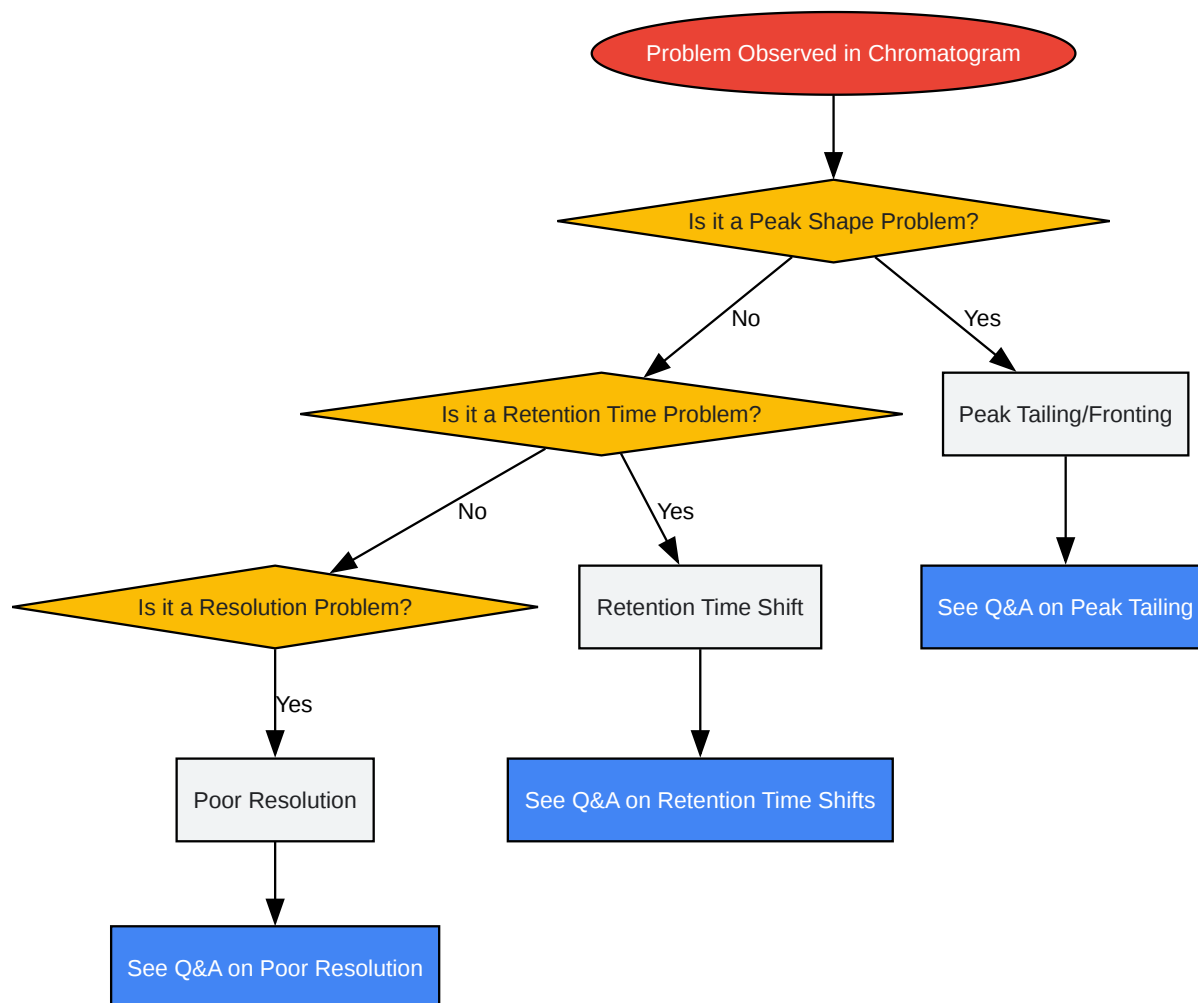 Problem Observed in Chromatogram
Is it a Peak Shape Problem?
No
Yes
Is it a Retention Time Problem?
Peak Tailing/Fronting
No
Yes
Is it a Resolution Problem?
Retention Time Shift
See Q&A on Peak Tailing
Yes
Poor Resolution
See Q&A on Retention Time Shifts
See Q&A on Poor Resolution